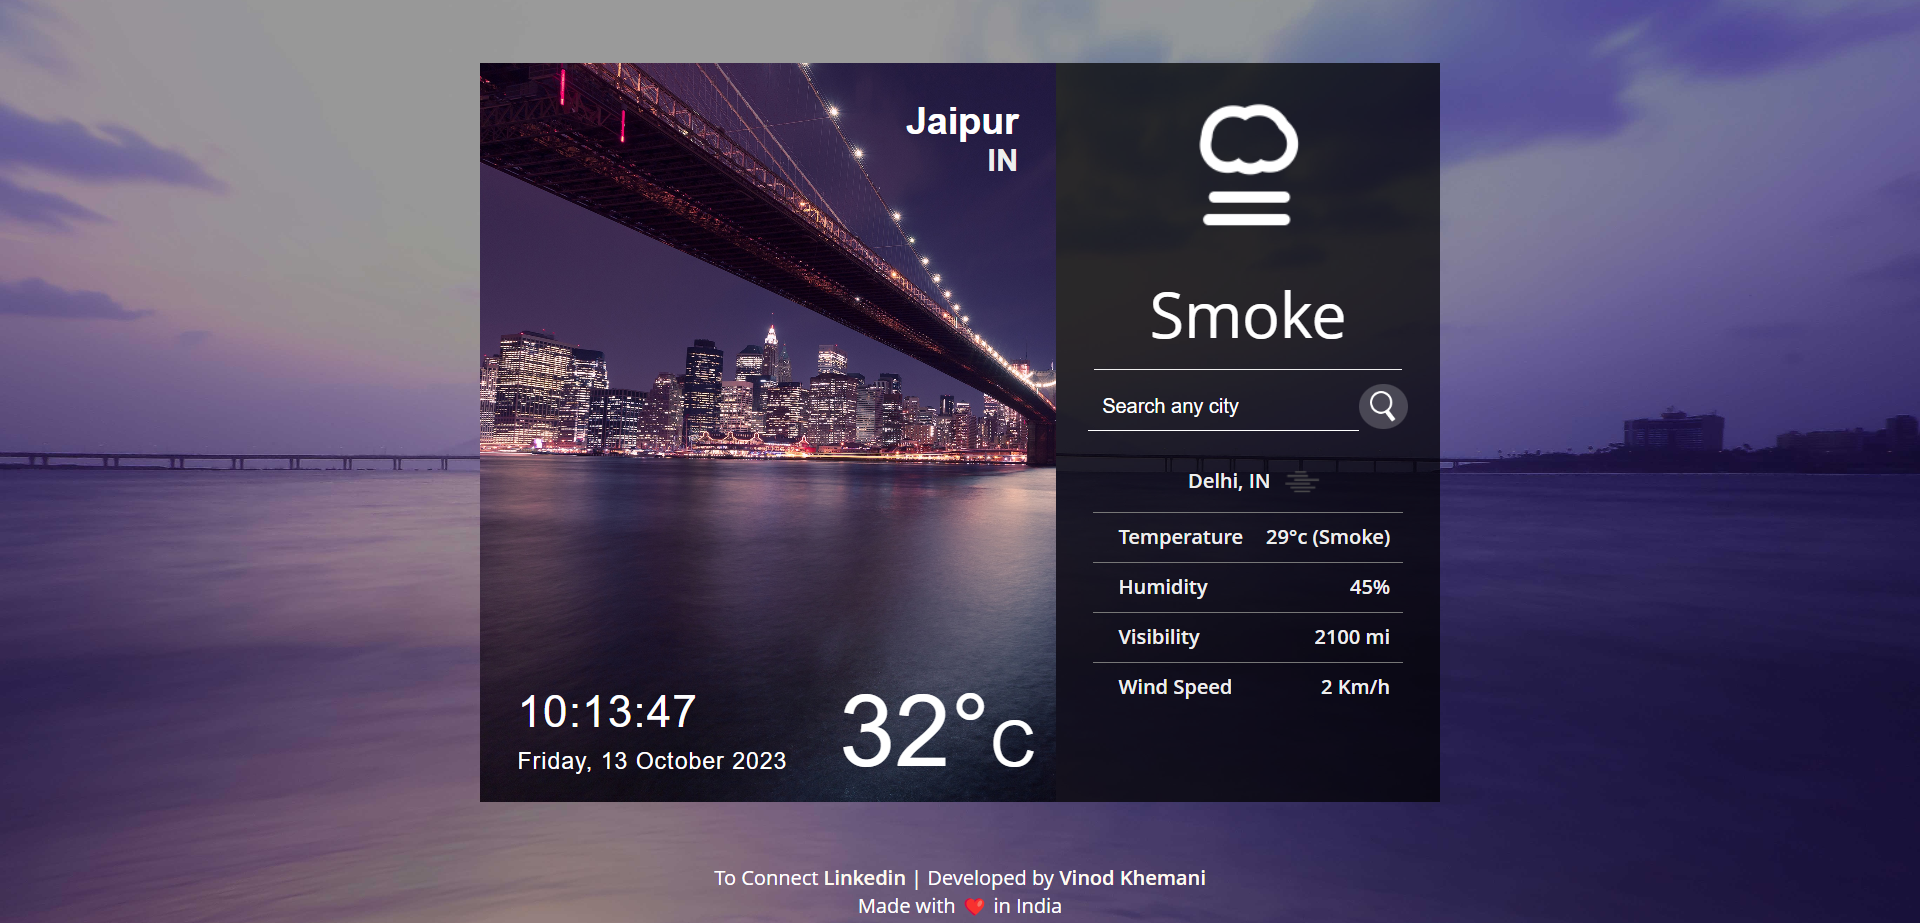 Jaipur
IN
10:13:47
Friday, 13 October 2023
32°C
Smoke
Search any city
Delhi, IN
Temperature 29°c (Smoke)
Humidity 45%
Visibility 2100 mi
Wind Speed 2 Km/h
To Connect Linkedin | Developed by Vinod Khemani
Made with ❤️ in India